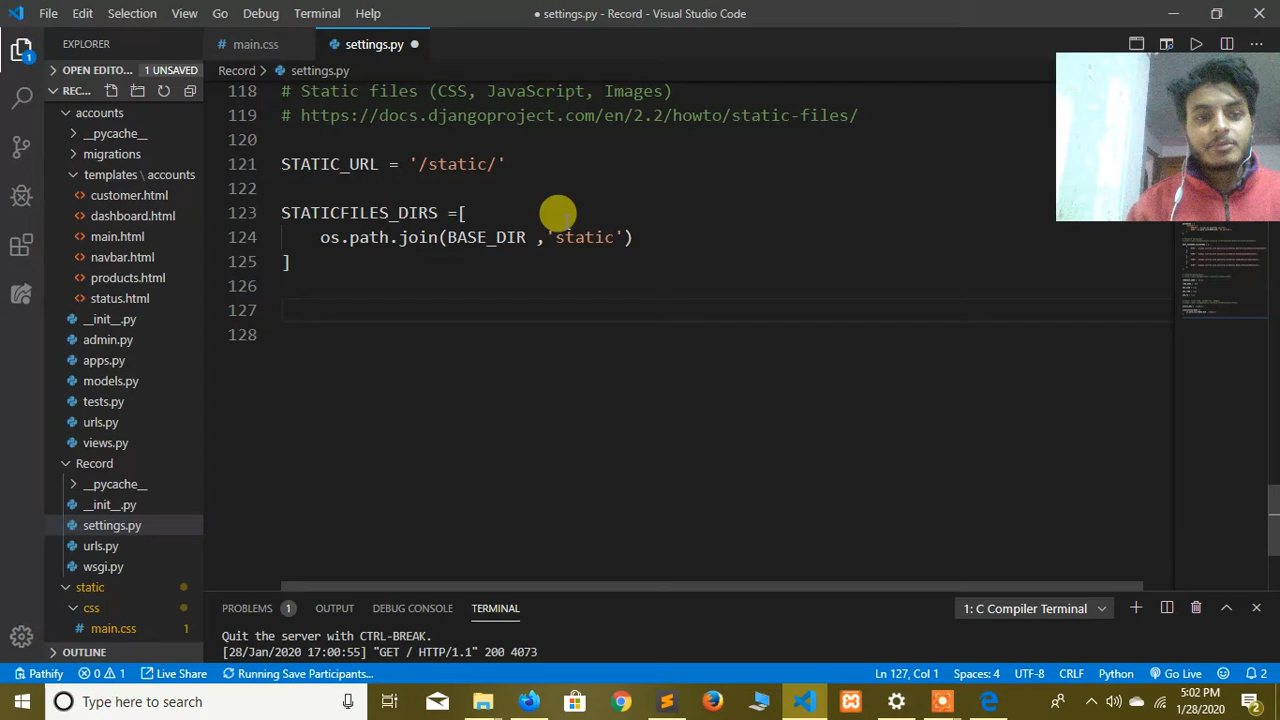 File Edit Selection View Go Debug Terminal Help
● settings.py - Record - Visual Studio Code
EXPLORER
main.css
settings.py ●
OPEN EDITO... 1 UNSAVED
Record > settings.py
REC...
accounts
__pycache__
migrations
templates \ accounts
customer.html
dashboard.html
main.html
navbar.html
products.html
status.html
__init__.py
admin.py
apps.py
models.py
tests.py
urls.py
views.py
Record
__pycache__
__init__.py
settings.py
urls.py
wsgi.py
static
css
main.css 1
OUTLINE
118 # Static files (CSS, JavaScript, Images)
119 # https://docs.djangoproject.com/en/2.2/howto/static-files/
120
121 STATIC_URL = '/static/'
122
123 STATICFILES_DIRS =[
124 os.path.join(BASE_DIR ,'static')
125 ]
126
127
128
PROBLEMS 1 OUTPUT DEBUG CONSOLE TERMINAL
1: C Compiler Terminal
Quit the server with CTRL-BREAK.
[28/Jan/2020 17:00:55] "GET / HTTP/1.1" 200 4073
Pathify 0 1 Live Share Running Save Participants...
Ln 127, Col 1 Spaces: 4 UTF-8 CRLF Python Go Live 2
Type here to search
5:02 PM
1/28/2020
2